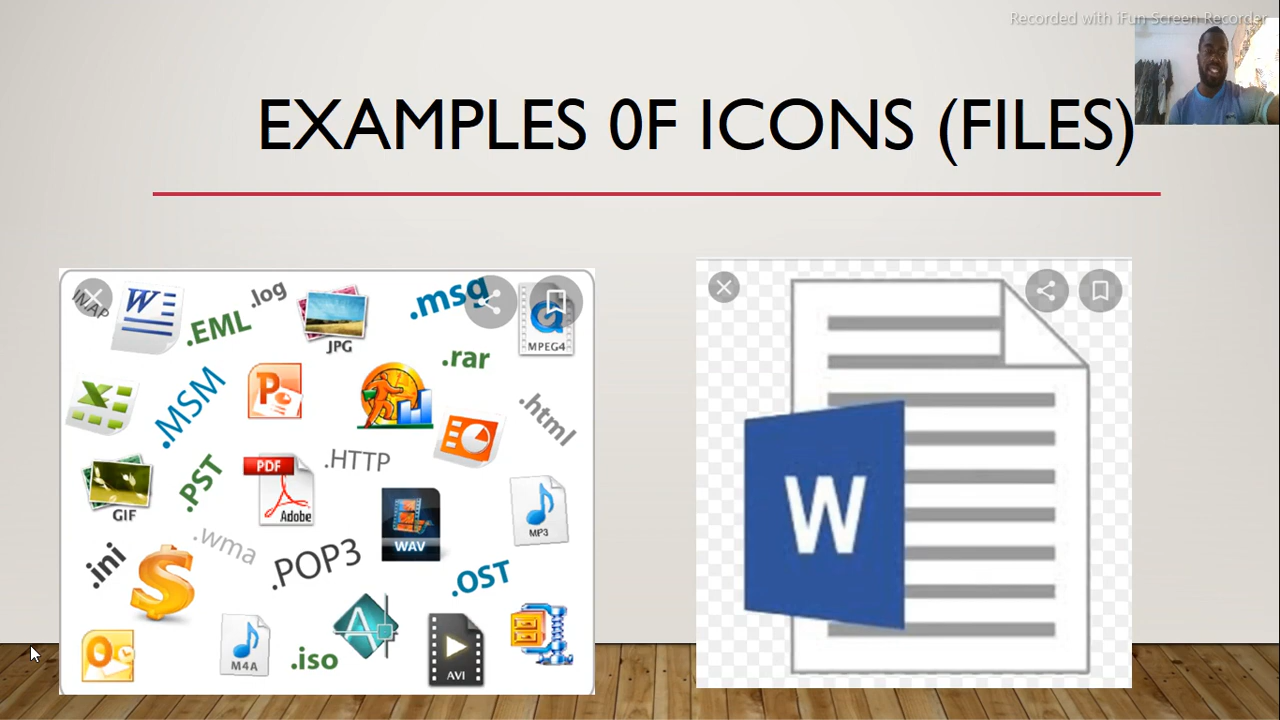 Recorded with iFun Screen Recorder
EXAMPLES 0F ICONS (FILES)
W
.EML
.log
JPG
.msg
MPEG4
.rar
.MSM
P
.html
X
GIF
.PST
PDF
Adobe
.HTTP
WAV
MP3
.wma
.ini
$
.POP3
.OST
O
M4A
.iso
A
AVI
W